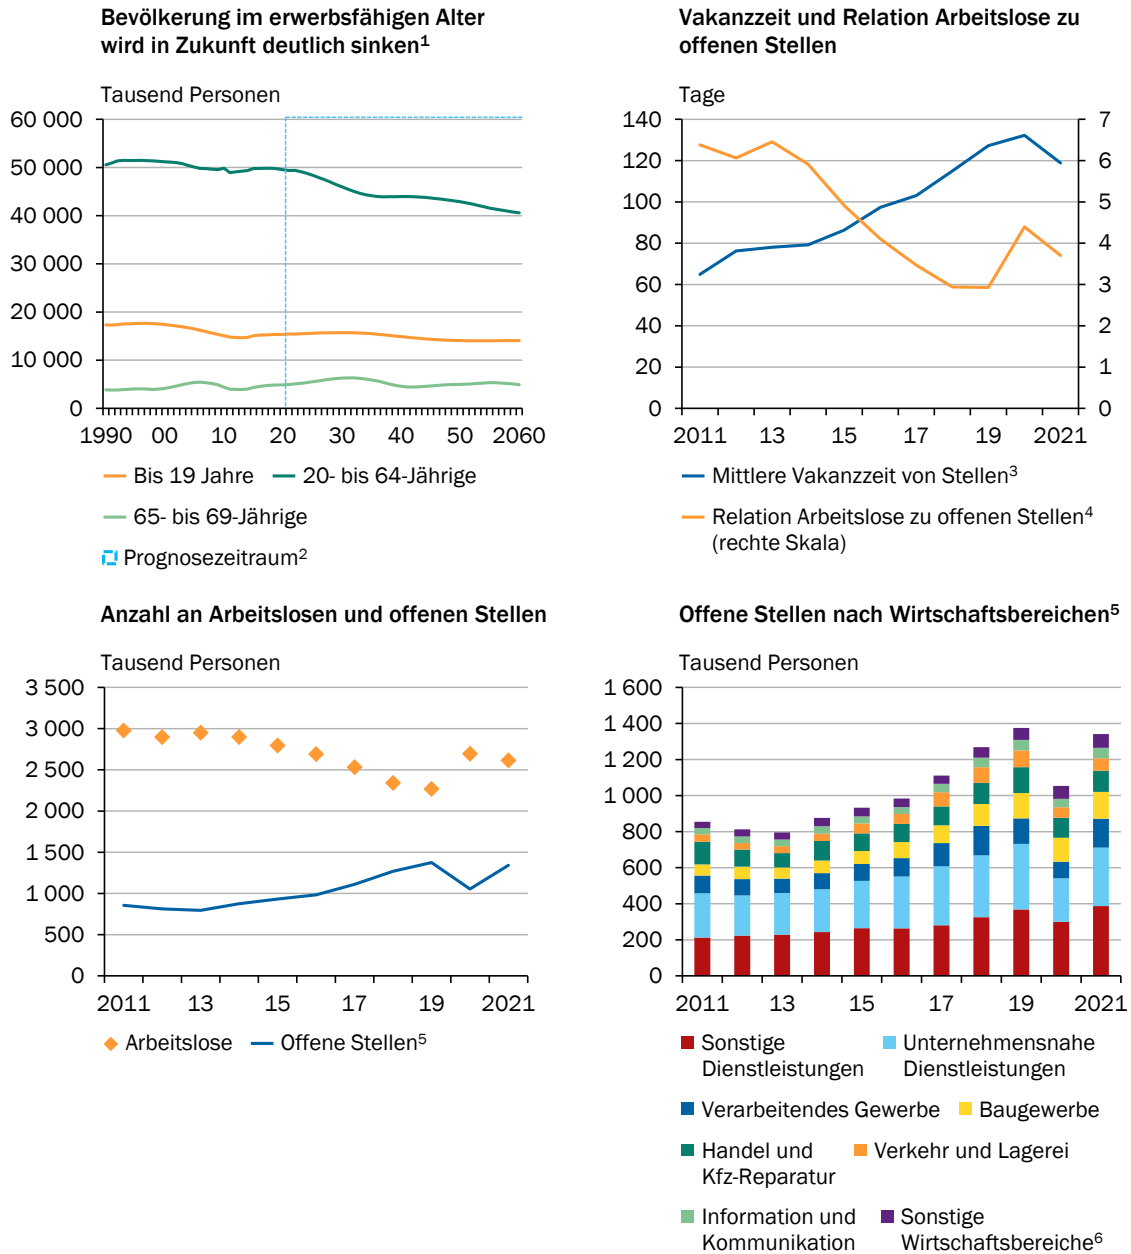 Bevölkerung im erwerbsfähigen Alter
wird in Zukunft deutlich sinken¹
Tausend Personen
60 000
50 000
40 000
30 000
20 000
10 000
0
1990 00 10 20 30 40 50 2060
Bis 19 Jahre 20- bis 64-Jährige
65- bis 69-Jährige
Prognosezeitraum²
Vakanzzeit und Relation Arbeitslose zu
offenen Stellen
Tage
140 7
120 6
100 5
80 4
60 3
40 2
20 1
0 0
2011 13 15 17 19 2021
Mittlere Vakanzzeit von Stellen³
Relation Arbeitslose zu offenen Stellen⁴
(rechte Skala)
Anzahl an Arbeitslosen und offenen Stellen
Tausend Personen
3 500
3 000
2 500
2 000
1 500
1 000
500
0
2011 13 15 17 19 2021
Arbeitslose Offene Stellen⁵
Offene Stellen nach Wirtschaftsbereichen⁵
Tausend Personen
1 600
1 400
1 200
1 000
800
600
400
200
0
2011 13 15 17 19 2021
Sonstige Unternehmensnahe
Dienstleistungen Dienstleistungen
Verarbeitendes Gewerbe Baugewerbe
Handel und Verkehr und Lagerei
Kfz-Reparatur
Information und Sonstige
Kommunikation Wirtschaftsbereiche⁶